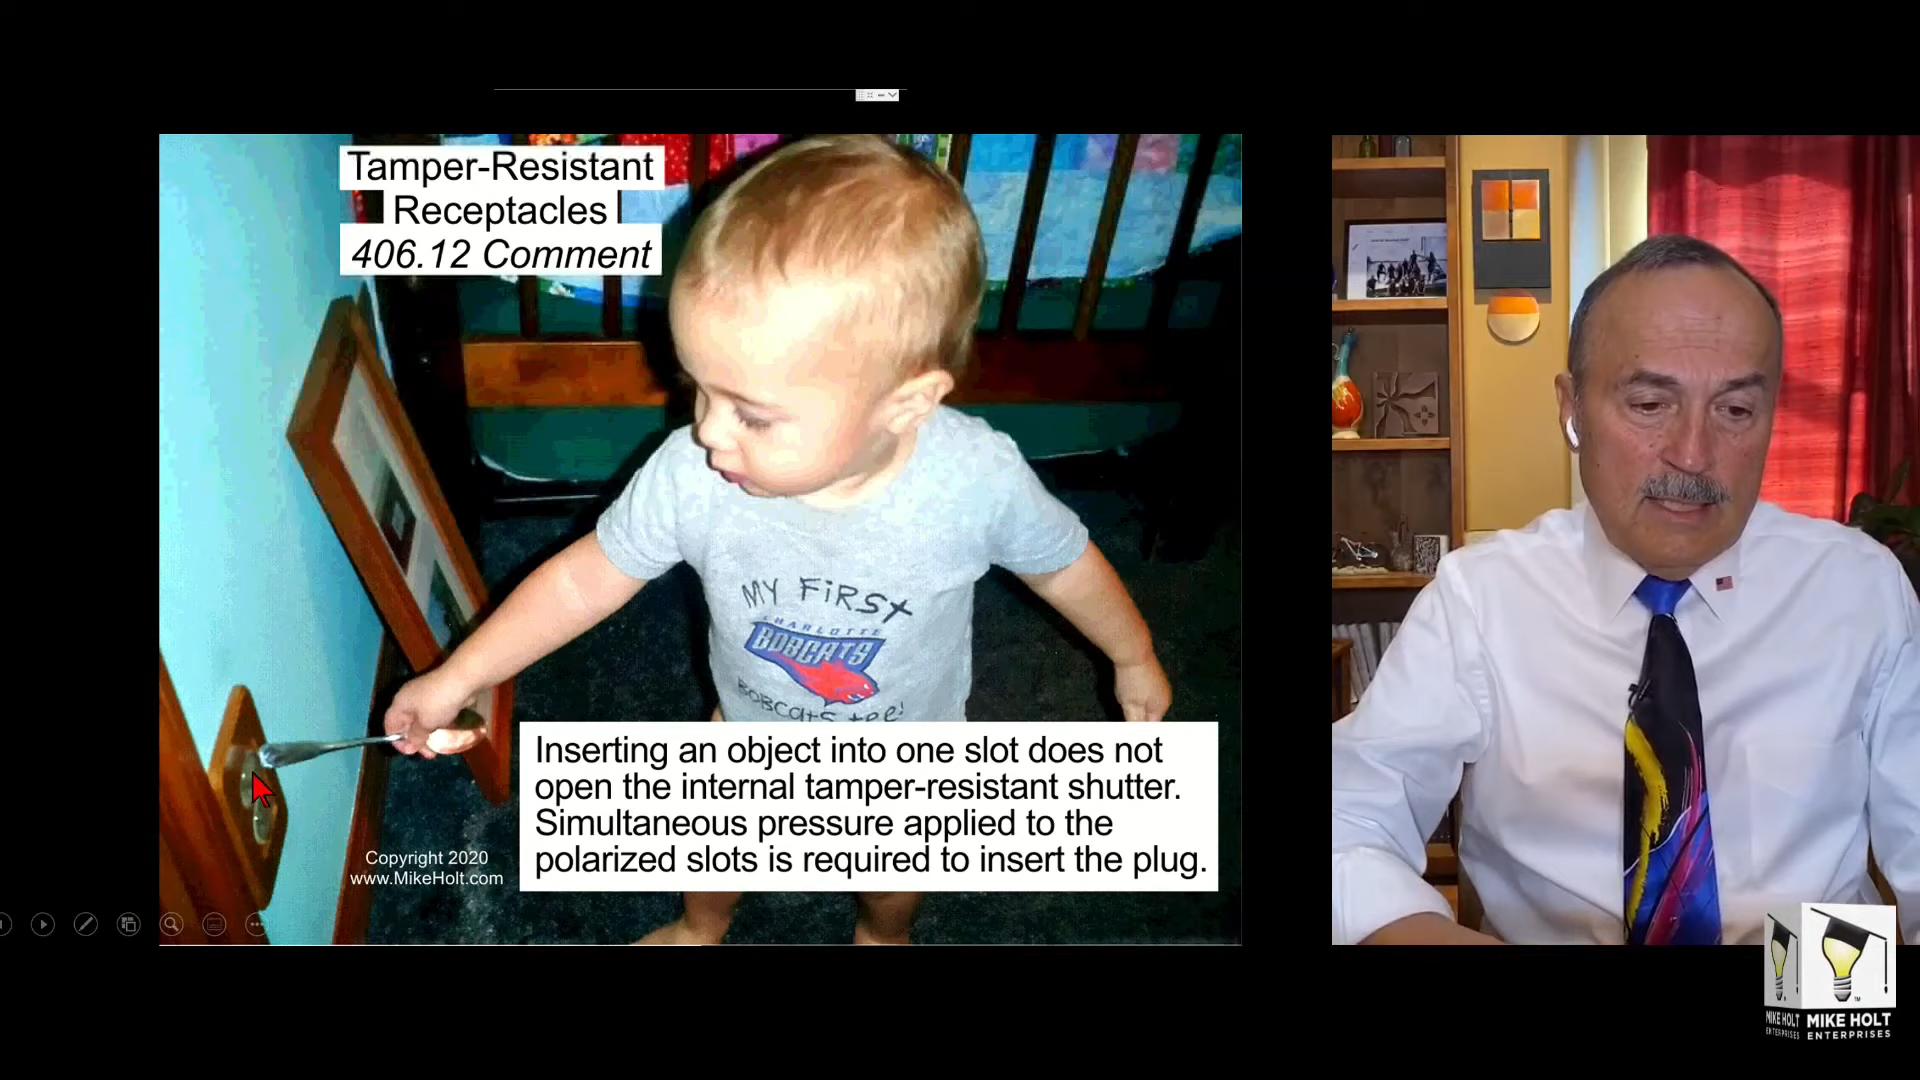 Tamper-Resistant
Receptacles
406.12 Comment
MY FiRST
CHARLOTTE
BOBCATS
BOBCATS TEE!
Inserting an object into one slot does not
open the internal tamper-resistant shutter.
Simultaneous pressure applied to the
polarized slots is required to insert the plug.
Copyright 2020
www.MikeHolt.com
MIKE HOLT
ENTERPRISES
MIKE HOLT
ENTERPRISES
TM